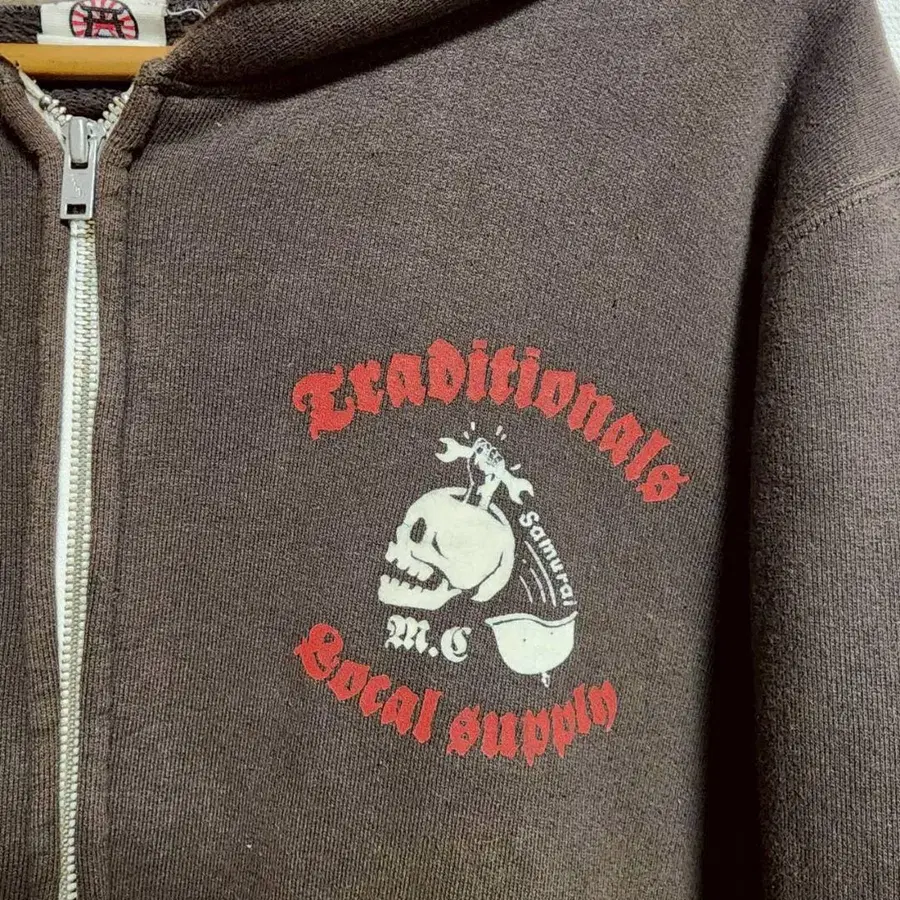 Traditionals
Samurai
M.C
Local supply